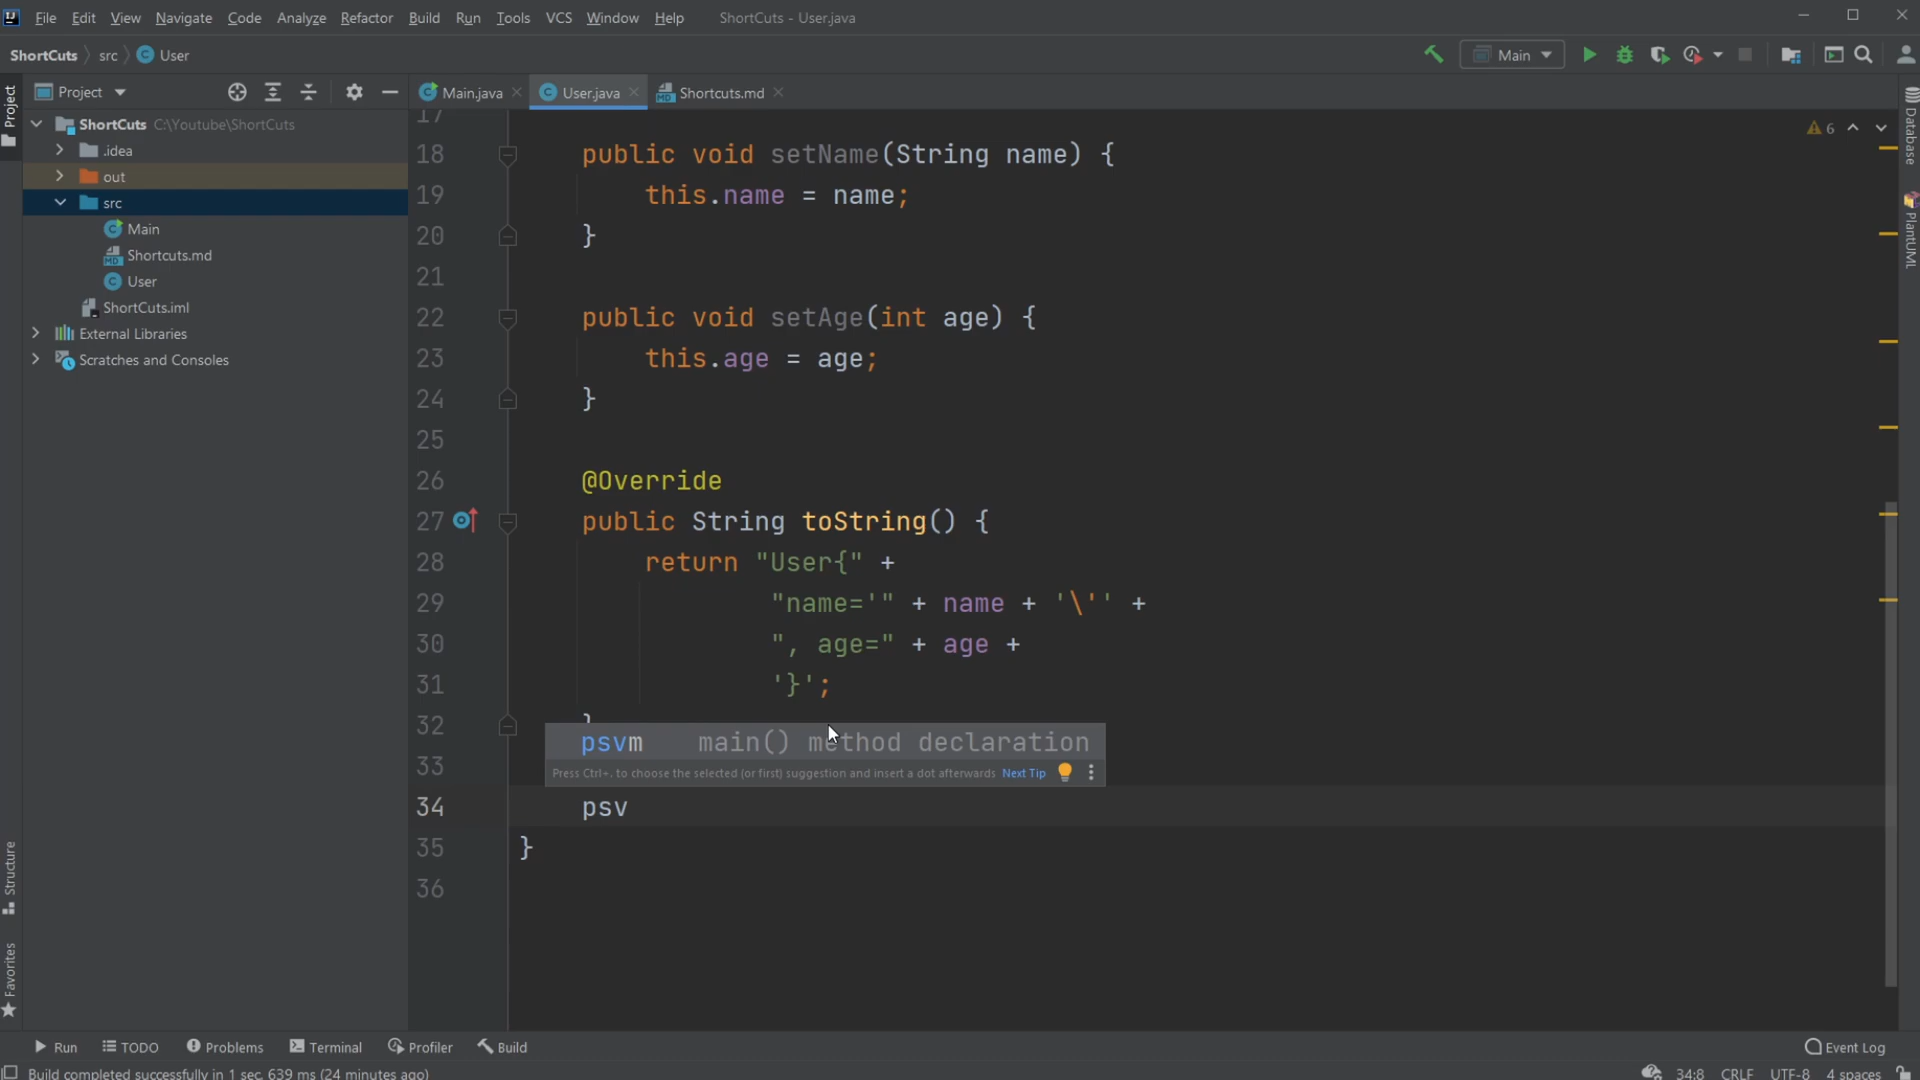 File Edit View Navigate Code Analyze Refactor Build Run Tools VCS Window Help ShortCuts - User.java
ShortCuts src User
Main
Project
Main.java User.java Shortcuts.md
Project
ShortCuts C:\Youtube\ShortCuts
.idea
out
src
Main
Shortcuts.md
User
ShortCuts.iml
External Libraries
Scratches and Consoles
Structure
Favorites
6
17
18 public void setName(String name) {
19 this.name = name;
20 }
21
22 public void setAge(int age) {
23 this.age = age;
24 }
25
26 @Override
27 public String toString() {
28 return "User{" +
29 "name='" + name + '\'' +
30 ", age=" + age +
31 '}';
32 }
psvm main() method declaration
Press Ctrl+. to choose the selected (or first) suggestion and insert a dot afterwards Next Tip
33
34 psv
35 }
36
Database
PlantUML
Run TODO Problems Terminal Profiler Build Event Log
Build completed successfully in 1 sec, 639 ms (24 minutes ago) 34:8 CRLF UTF-8 4 spaces